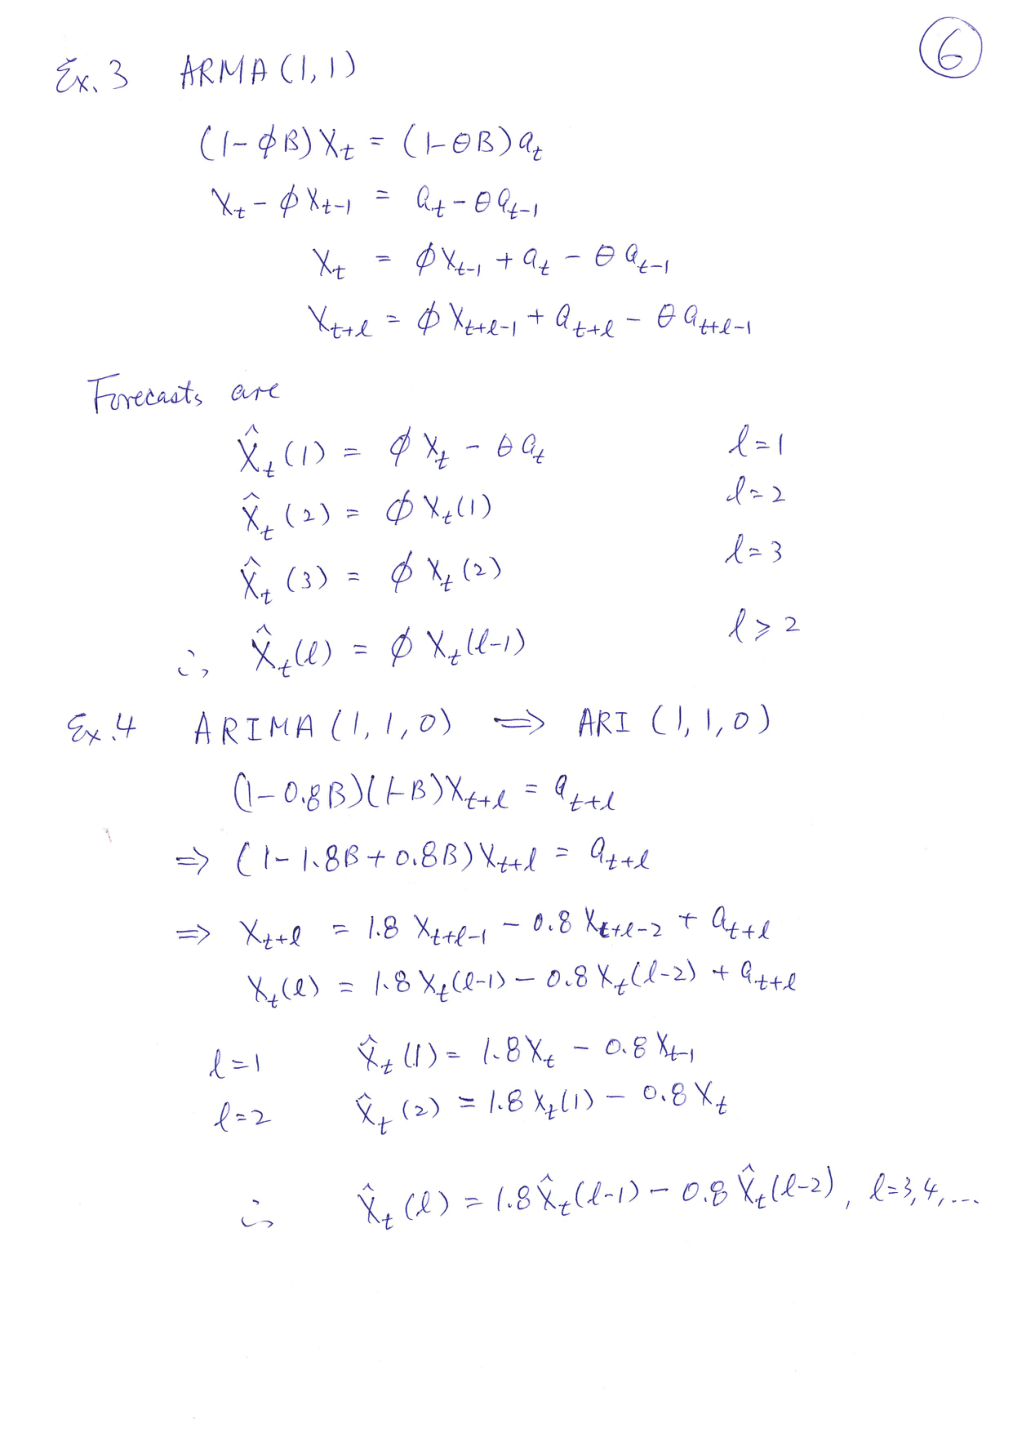 ⑥
Ex. 3 ARMA (1, 1)
(1-ϕB) X_t = (1-θB) a_t
X_t - ϕ X_{t-1} = a_t - θ a_{t-1}
X_t = ϕ X_{t-1} + a_t - θ a_{t-1}
X_{t+l} = ϕ X_{t+l-1} + a_{t+l} - θ a_{t+l-1}
Forecasts are
X̂_t (1) = ϕ X_t - θ a_t l=1
X̂_t (2) = ϕ X_t(1) l=2
X̂_t (3) = ϕ X_t (2) l=3
∴ X̂_t(l) = ϕ X_t(l-1) l ⩾ 2
Ex. 4 ARIMA (1, 1, 0) ⇒ ARI (1, 1, 0)
(1-0.8B)(1-B)X_{t+l} = a_{t+l}
⇒ (1-1.8B+0.8B) X_{t+l} = a_{t+l}
⇒ X_{t+l} = 1.8 X_{t+l-1} - 0.8 X_{t+l-2} + a_{t+l}
X_t(l) = 1.8 X_t(l-1) - 0.8 X_t(l-2) + a_{t+l}
l=1 X̂_t (1) = 1.8X_t - 0.8 X_{t-1}
l=2 X̂_t (2) = 1.8 X_t(1) - 0.8 X_t
∴ X̂_t (l) = 1.8 X̂_t(l-1) - 0.8 X̂_t(l-2), l=3,4,...